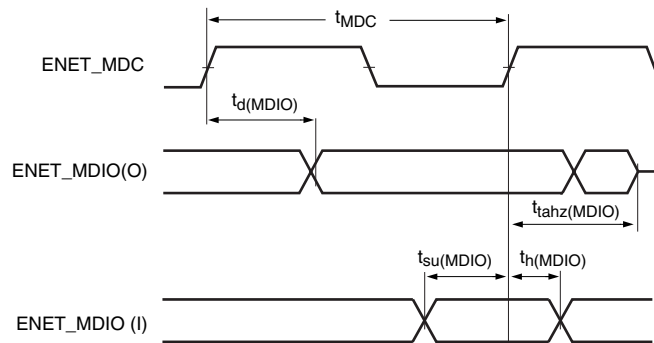 tMDC
ENET_MDC
td(MDIO)
ENET_MDIO(O)
ttahz(MDIO)
tsu(MDIO)
th(MDIO)
ENET_MDIO (I)